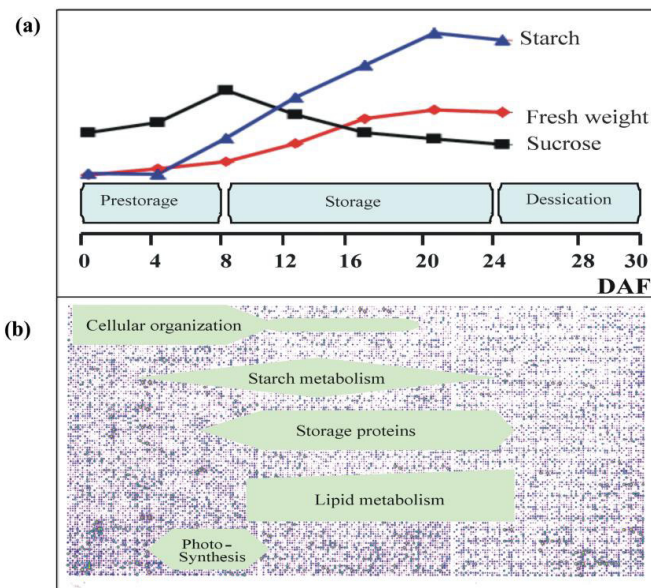 (a)
Starch
Fresh weight
Sucrose
Prestorage
Storage
Dessication
0 4 8 12 16 20 24 28 30
DAF
(b)
Cellular organization
Starch metabolism
Storage proteins
Lipid metabolism
Photo-
Synthesis